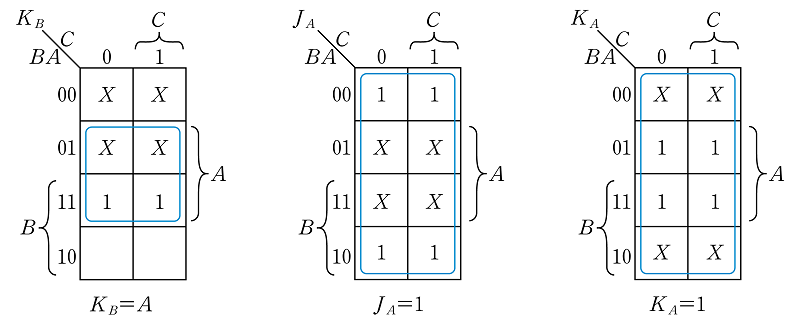 K_B C
BA C
0 1
00 X X
01 X X
11 1 1
10
A
B
K_B=A
J_A C
BA C
0 1
00 1 1
01 X X
11 X X
10 1 1
A
B
J_A=1
K_A C
BA C
0 1
00 X X
01 1 1
11 1 1
10 X X
A
B
K_A=1